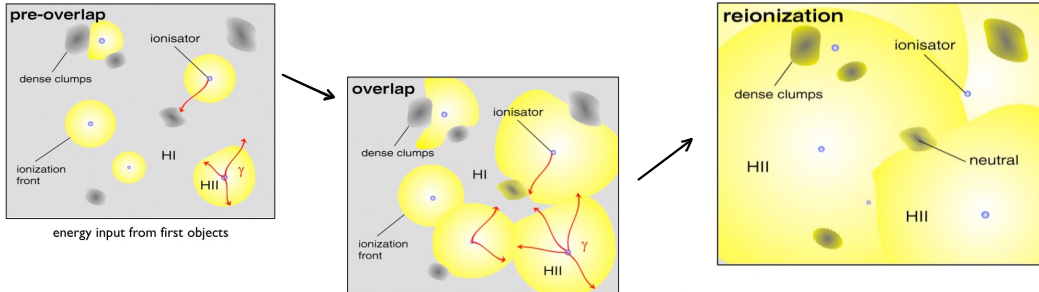 pre-overlap
ionisator
dense clumps
HI
ionization
front
HII
γ
energy input from first objects
overlap
ionisator
dense clumps
HI
ionization
front
γ
HII
reionization
ionisator
dense clumps
neutral
HII
HII